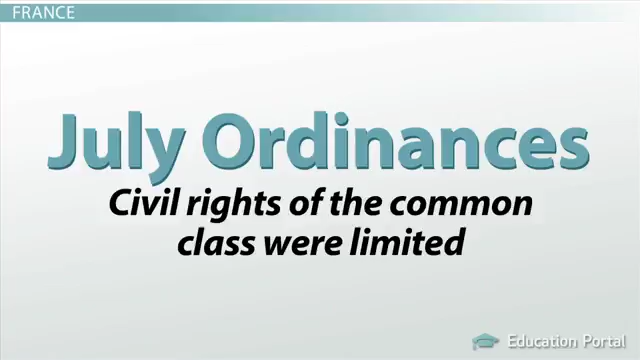 FRANCE
July Ordinances
Civil rights of the common
class were limited
Education Portal